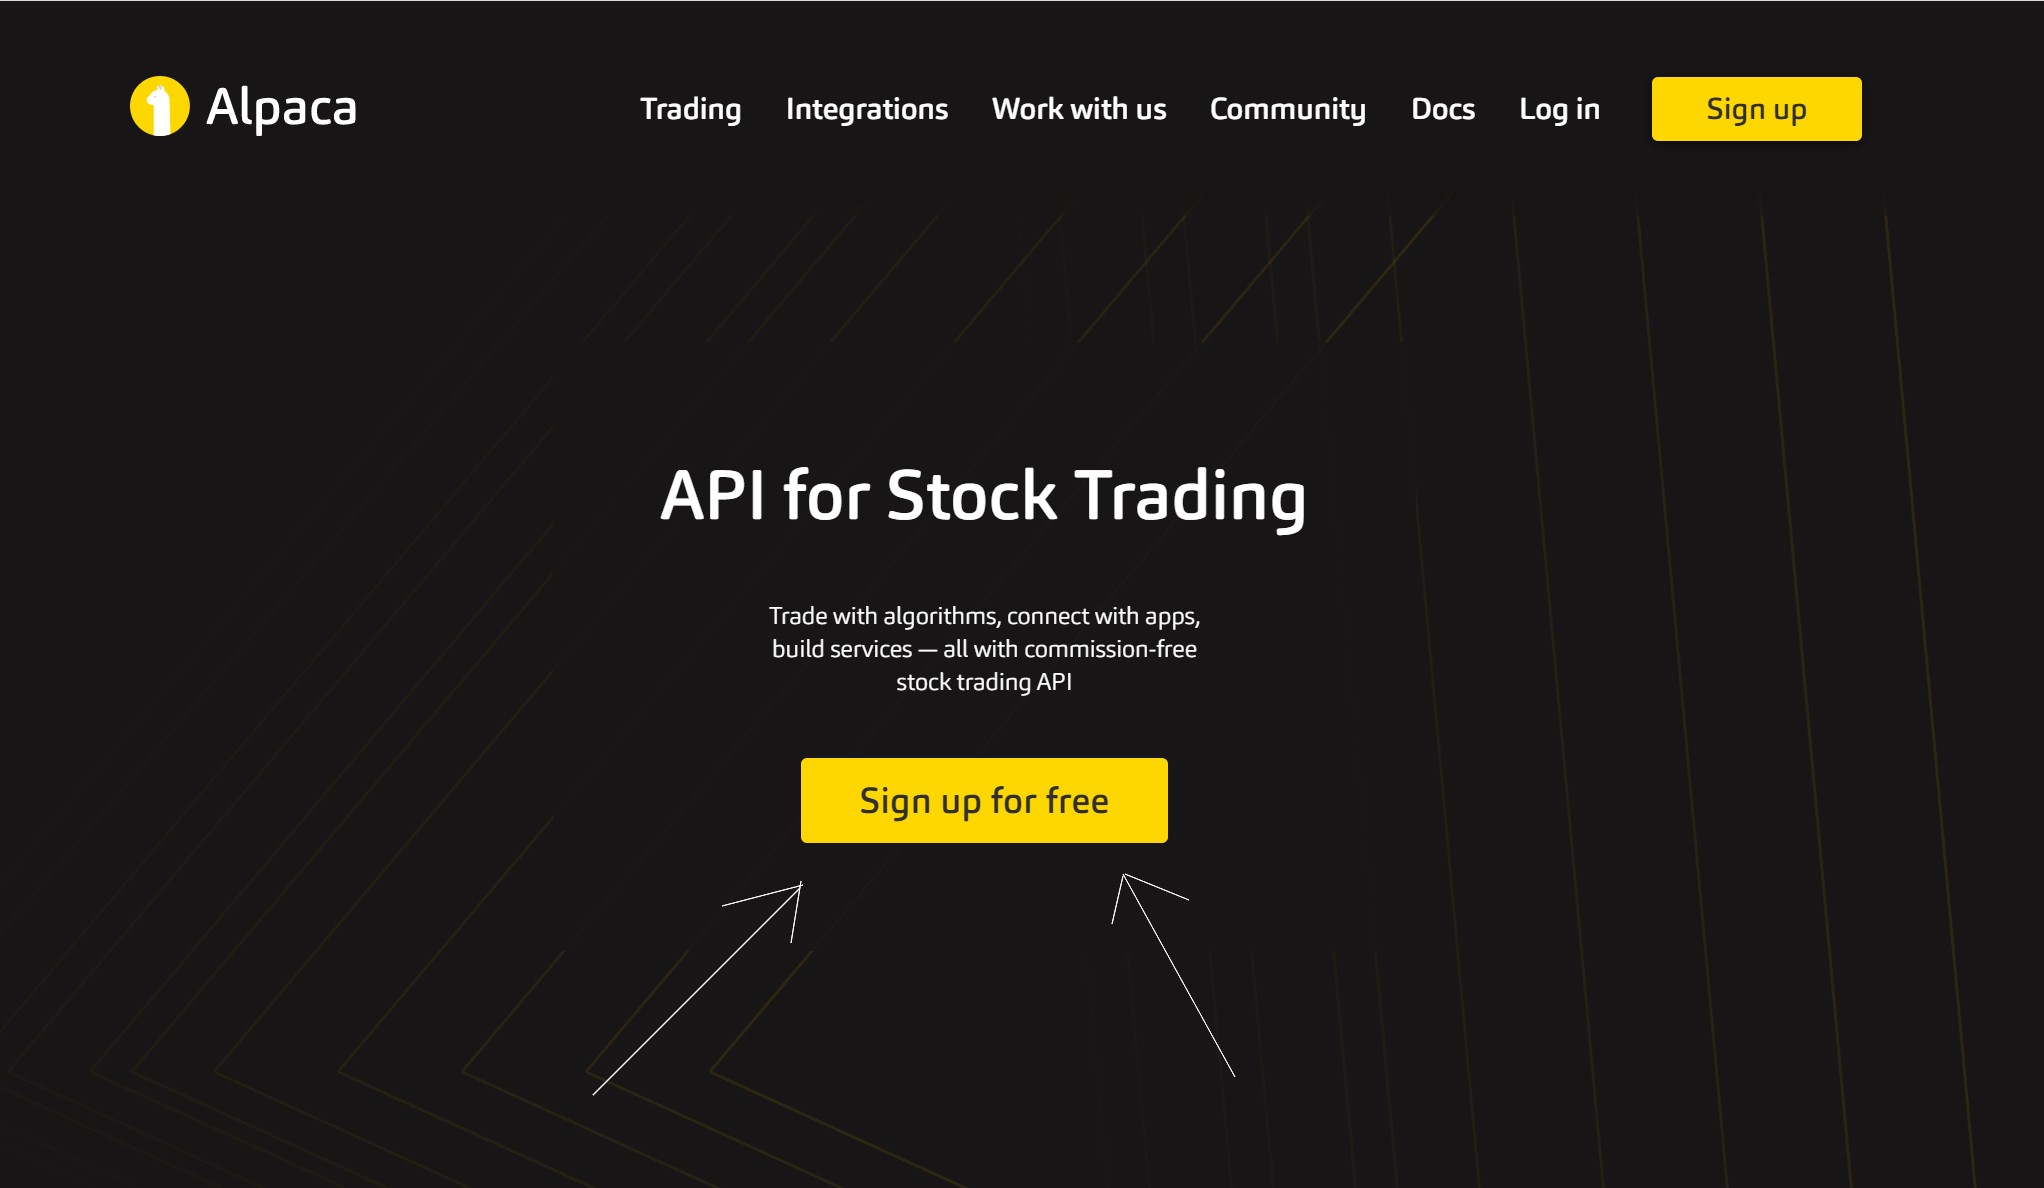 Alpaca
Trading Integrations Work with us Community Docs Log in Sign up
API for Stock Trading
Trade with algorithms, connect with apps,
build services — all with commission-free
stock trading API
Sign up for free